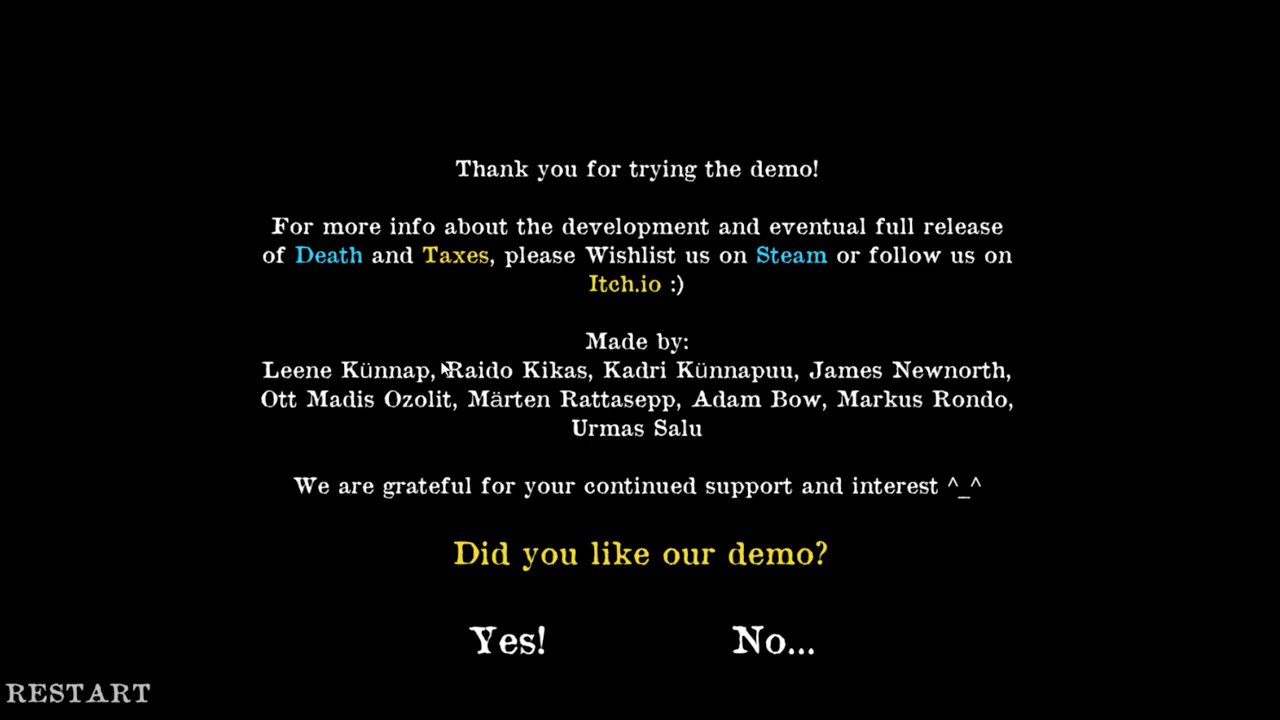 Thank you for trying the demo!
For more info about the development and eventual full release
of Death and Taxes, please Wishlist us on Steam or follow us on
Itch.io :)
Made by:
Leene Künnap, Raido Kikas, Kadri Künnapuu, James Newnorth,
Ott Madis Ozolit, Märten Rattasepp, Adam Bow, Markus Rondo,
Urmas Salu
We are grateful for your continued support and interest ^_^
Did you like our demo?
Yes! No...
RESTART